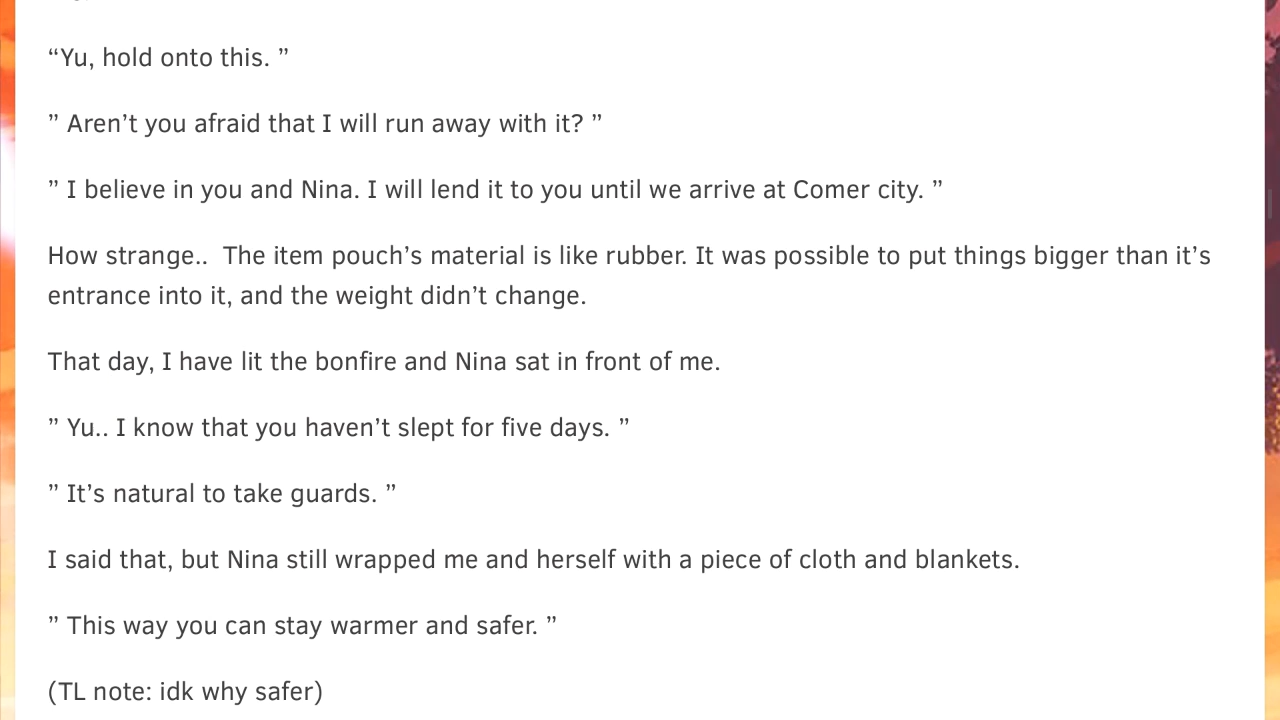 “Yu, hold onto this. ”
” Aren’t you afraid that I will run away with it? ”
” I believe in you and Nina. I will lend it to you until we arrive at Comer city. ”
How strange..  The item pouch’s material is like rubber. It was possible to put things bigger than it’s
entrance into it, and the weight didn’t change.
That day, I have lit the bonfire and Nina sat in front of me.
” Yu.. I know that you haven’t slept for five days. ”
” It’s natural to take guards. ”
I said that, but Nina still wrapped me and herself with a piece of cloth and blankets.
” This way you can stay warmer and safer. ”
(TL note: idk why safer)